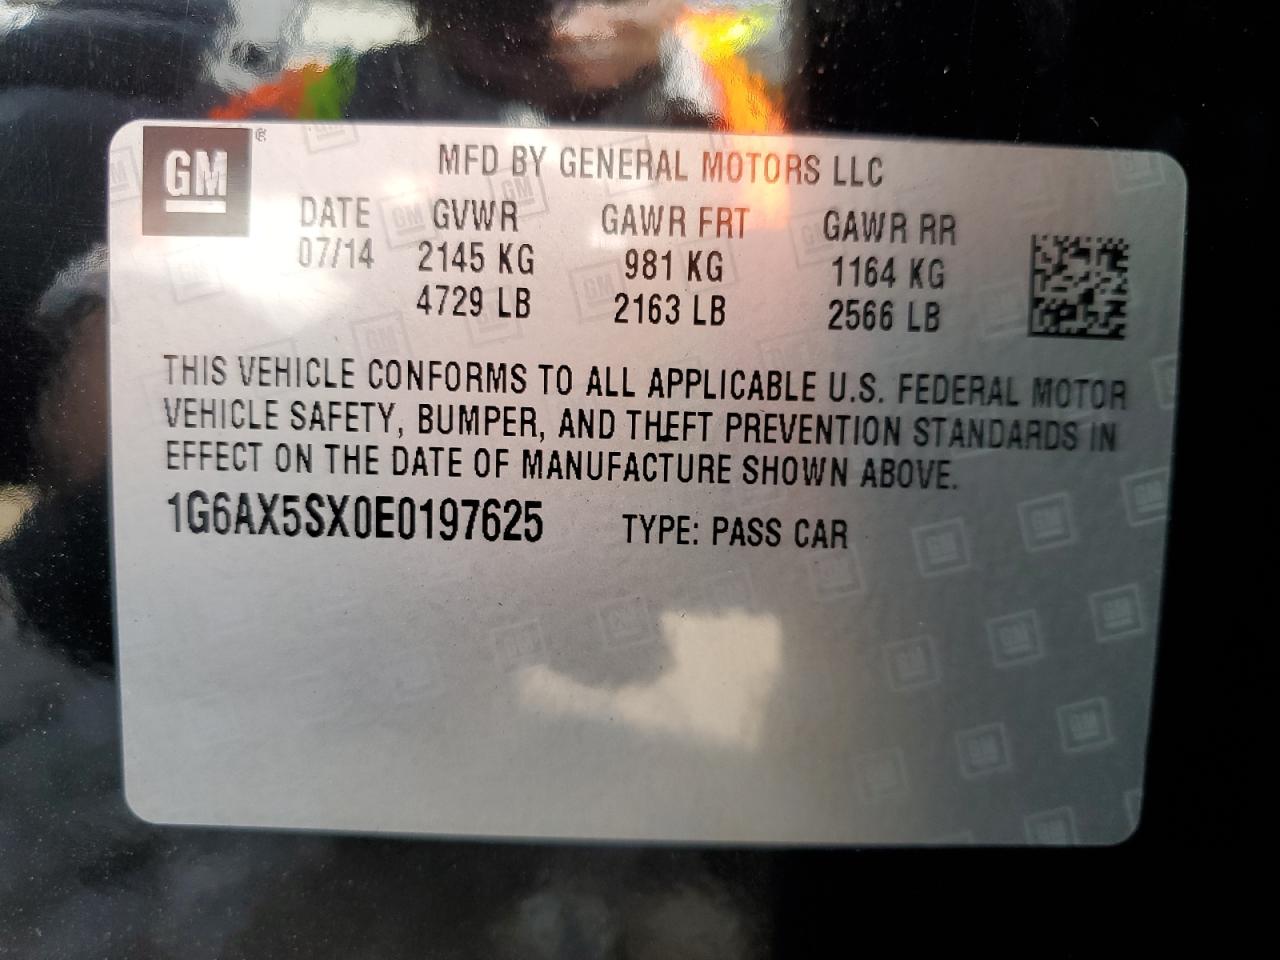 GM
MFD BY GENERAL MOTORS LLC
DATE GVWR GAWR FRT GAWR RR
07/14 2145 KG 981 KG 1164 KG
4729 LB 2163 LB 2566 LB
THIS VEHICLE CONFORMS TO ALL APPLICABLE U.S. FEDERAL MOTOR
VEHICLE SAFETY, BUMPER, AND THEFT PREVENTION STANDARDS IN
EFFECT ON THE DATE OF MANUFACTURE SHOWN ABOVE.
1G6AX5SX0E0197625 TYPE: PASS CAR